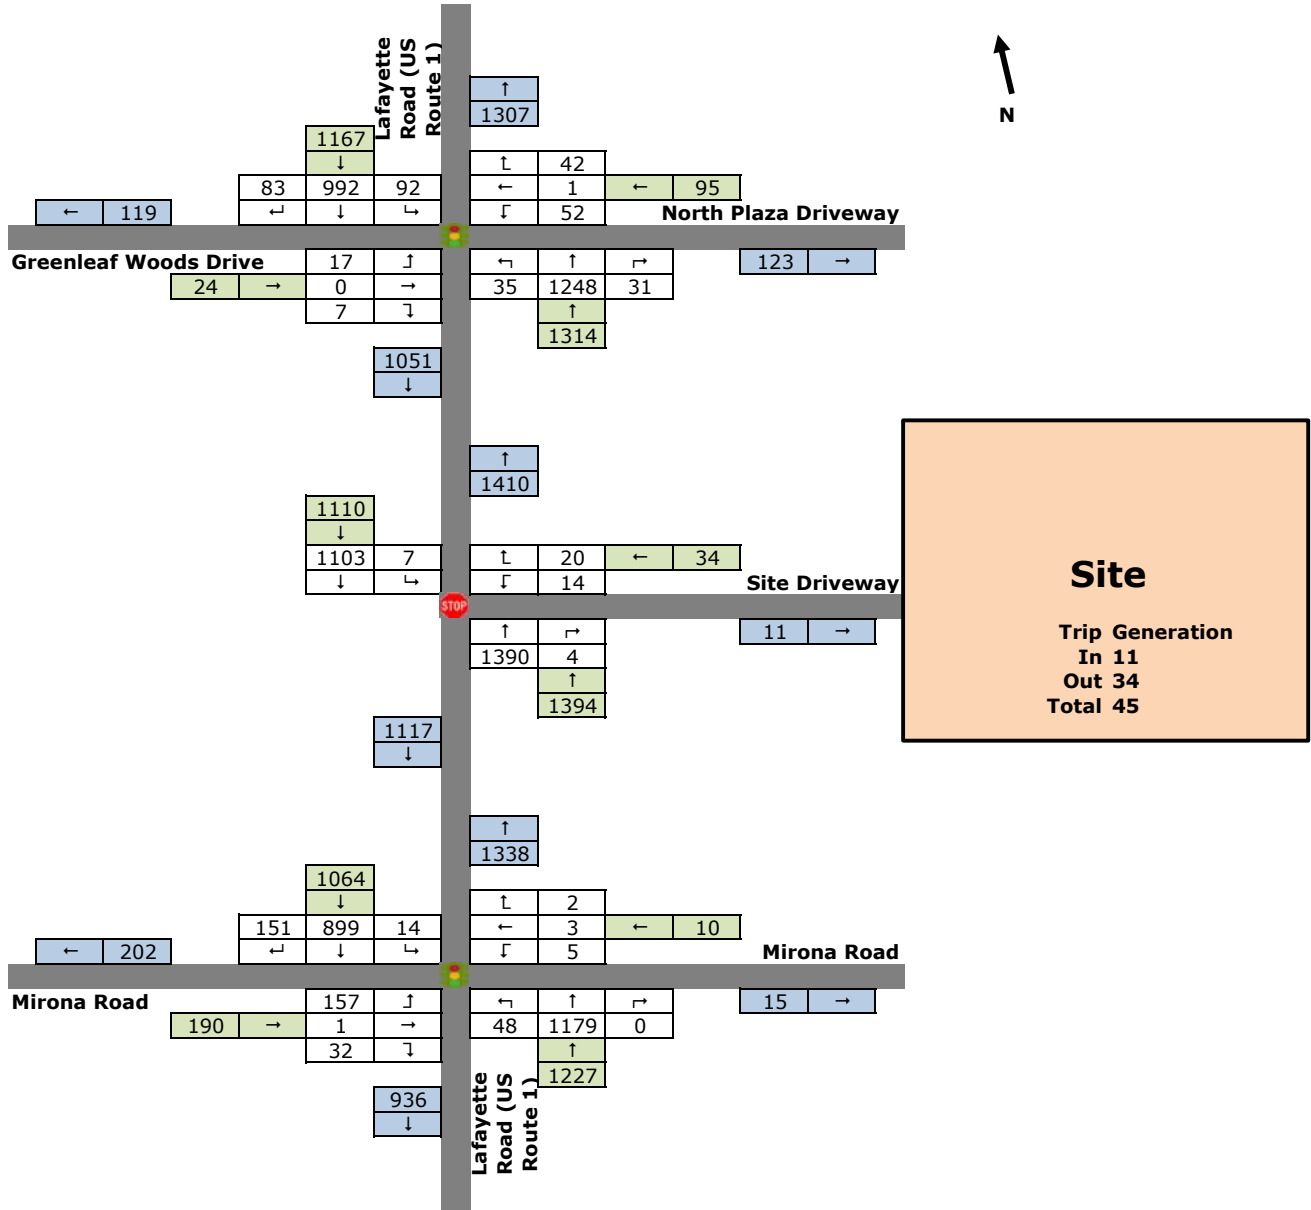 Lafayette
Road (US
Route 1)
↑
1307
N
1167
↓
↑ 42
83 992 92
← 1 ← 95
← 119
↵ ↓ ↳
↓ 52
North Plaza Driveway
Greenleaf Woods Drive
17 ↑
↰ ↑ ↱
123 →
24 → 0 →
35 1248 31
7 ↓
↑
1314
1051
↓
↑
1410
1110
↓
1103 7
↑ 20 ← 34
↓ ↳
↓ 14
Site Driveway
STOP
Site
↑ ↱
11 →
Trip Generation
1390 4
In 11
↑
Out 34
1394
Total 45
1117
↓
↑
1338
1064
↓
↑ 2
151 899 14
← 3 ← 10
← 202
↵ ↓ ↳
↓ 5
Mirona Road
Mirona Road
157 ↑
↰ ↑ ↱
15 →
190 → 1 →
48 1179 0
32 ↓
↑
1227
936
↓
Lafayette
Road (US
Route 1)